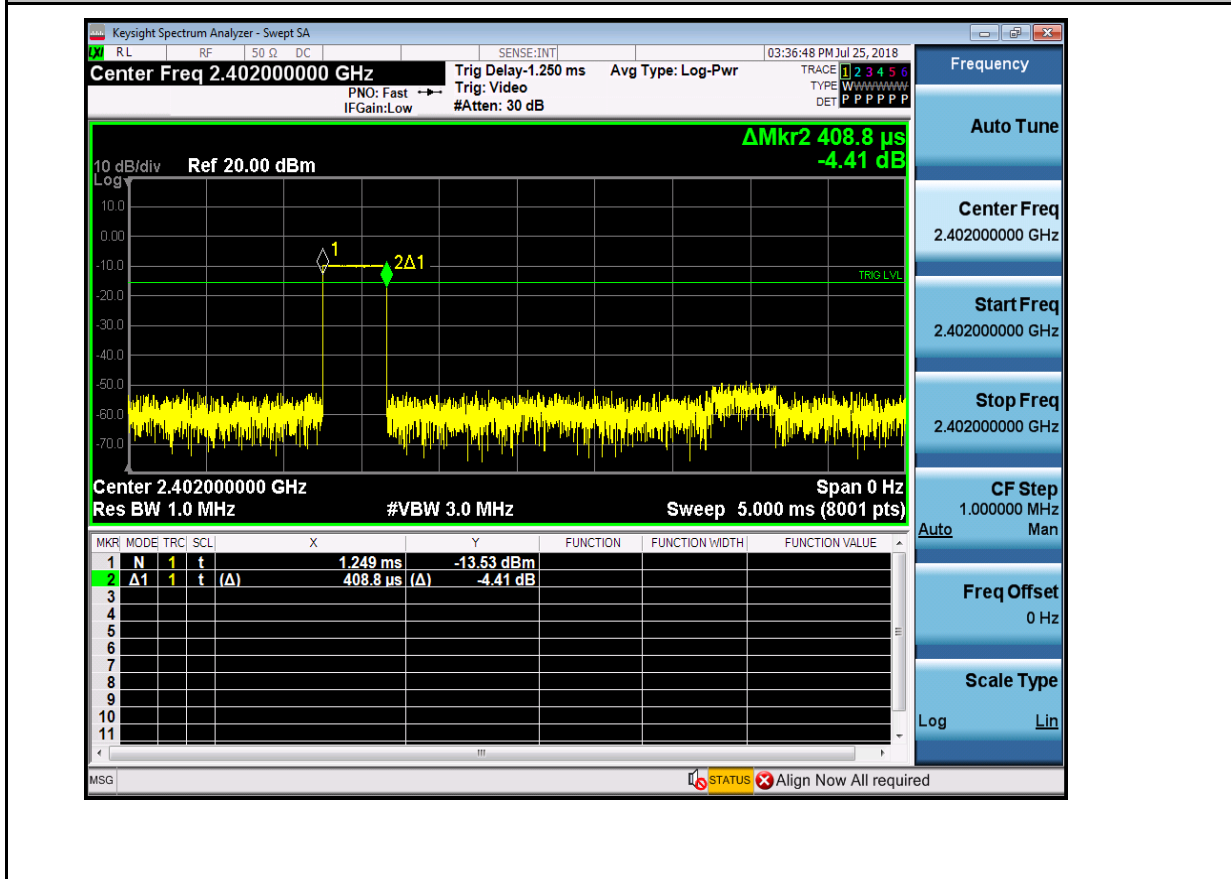 Keysight Spectrum Analyzer - Swept SA
LXI RL RF 50 Ω DC SENSE:INT 03:36:48 PM Jul 25, 2018
Center Freq 2.402000000 GHz
PNO: Fast
IFGain:Low
Trig Delay-1.250 ms
Trig: Video
#Atten: 30 dB
Avg Type: Log-Pwr
TRACE 1 2 3 4 5 6
TYPE WWWWWW
DET P P P P P P
ΔMkr2 408.8 µs
-4.41 dB
10 dB/div Ref 20.00 dBm
Log
10.0
0.00
-10.0
-20.0
-30.0
-40.0
-50.0
-60.0
-70.0
1
2Δ1
TRIG LVL
Center 2.402000000 GHz Span 0 Hz
Res BW 1.0 MHz #VBW 3.0 MHz Sweep 5.000 ms (8001 pts)
MKR MODE TRC SCL X Y FUNCTION FUNCTION WIDTH FUNCTION VALUE
1 N 1 t 1.249 ms -13.53 dBm
2 Δ1 1 t (Δ) 408.8 µs (Δ) -4.41 dB
3
4
5
6
7
8
9
10
11
MSG STATUS Align Now All required
Frequency
Auto Tune
Center Freq
2.402000000 GHz
Start Freq
2.402000000 GHz
Stop Freq
2.402000000 GHz
CF Step
1.000000 MHz
Auto Man
Freq Offset
0 Hz
Scale Type
Log Lin